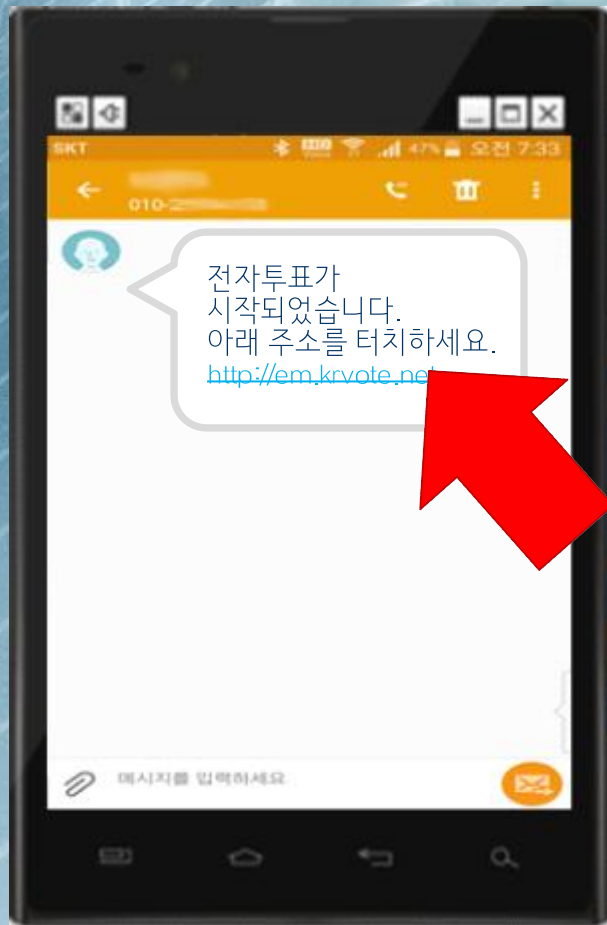 SKT 47% 오전 7:33
010-2
전자투표가
시작되었습니다.
아래 주소를 터치하세요.
http://em.krvote.net
메시지를 입력하세요